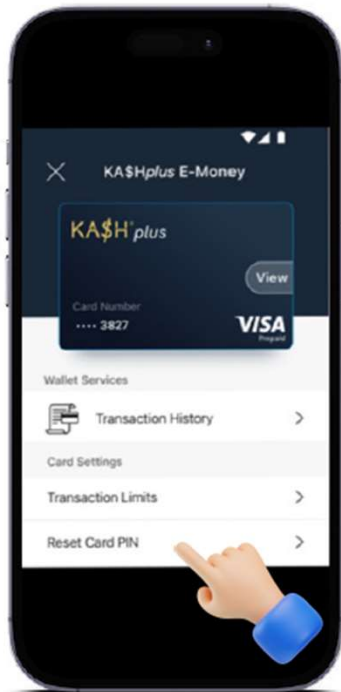 KA$Hplus E-Money
KA$H® plus
View
Card Number
•••• 3827
VISA
Prepaid
Wallet Services
Transaction History
Card Settings
Transaction Limits
Reset Card PIN